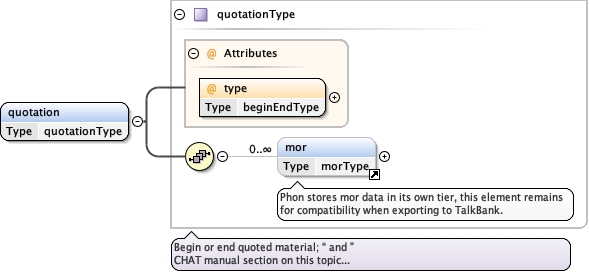 quotationType
@ Attributes
@ type
Type beginEndType
quotation
Type quotationType
0..∞
mor
Type morType
Phon stores mor data in its own tier, this element remains
for compatibility when exporting to TalkBank.
Begin or end quoted material; “ and ”
CHAT manual section on this topic...